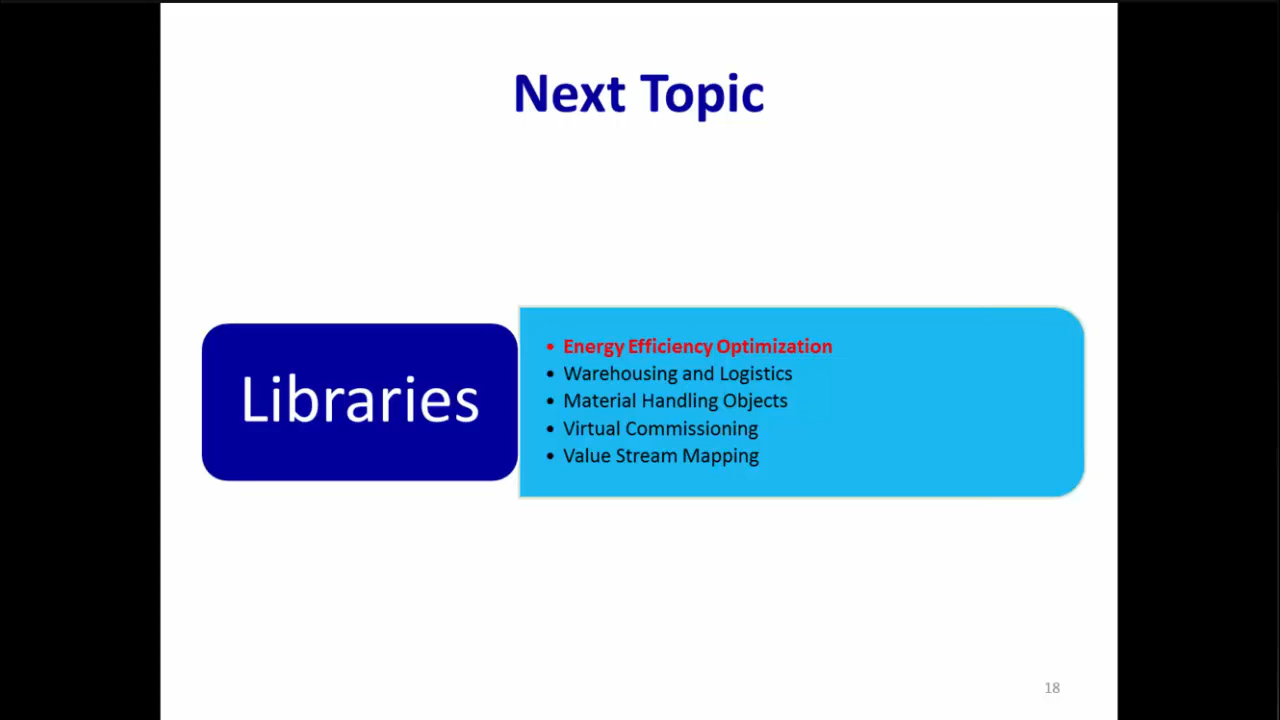 Next Topic
Libraries
• Energy Efficiency Optimization
• Warehousing and Logistics
• Material Handling Objects
• Virtual Commissioning
• Value Stream Mapping
18